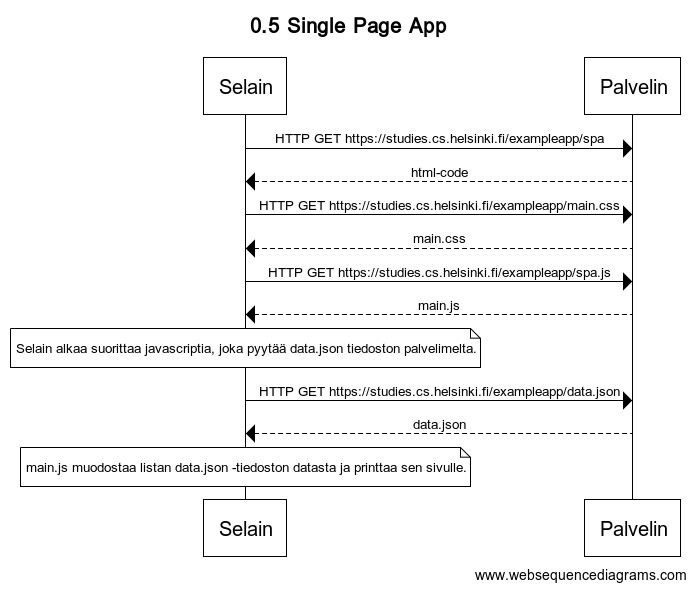 0.5 Single Page App
Selain
Palvelin
HTTP GET https://studies.cs.helsinki.fi/exampleapp/spa
html-code
HTTP GET https://studies.cs.helsinki.fi/exampleapp/main.css
main.css
HTTP GET https://studies.cs.helsinki.fi/exampleapp/spa.js
main.js
Selain alkaa suorittaa javascriptia, joka pyytää data.json tiedoston palvelimelta.
HTTP GET https://studies.cs.helsinki.fi/exampleapp/data.json
data.json
main.js muodostaa listan data.json -tiedoston datasta ja printtaa sen sivulle.
Selain
Palvelin
www.websequencediagrams.com